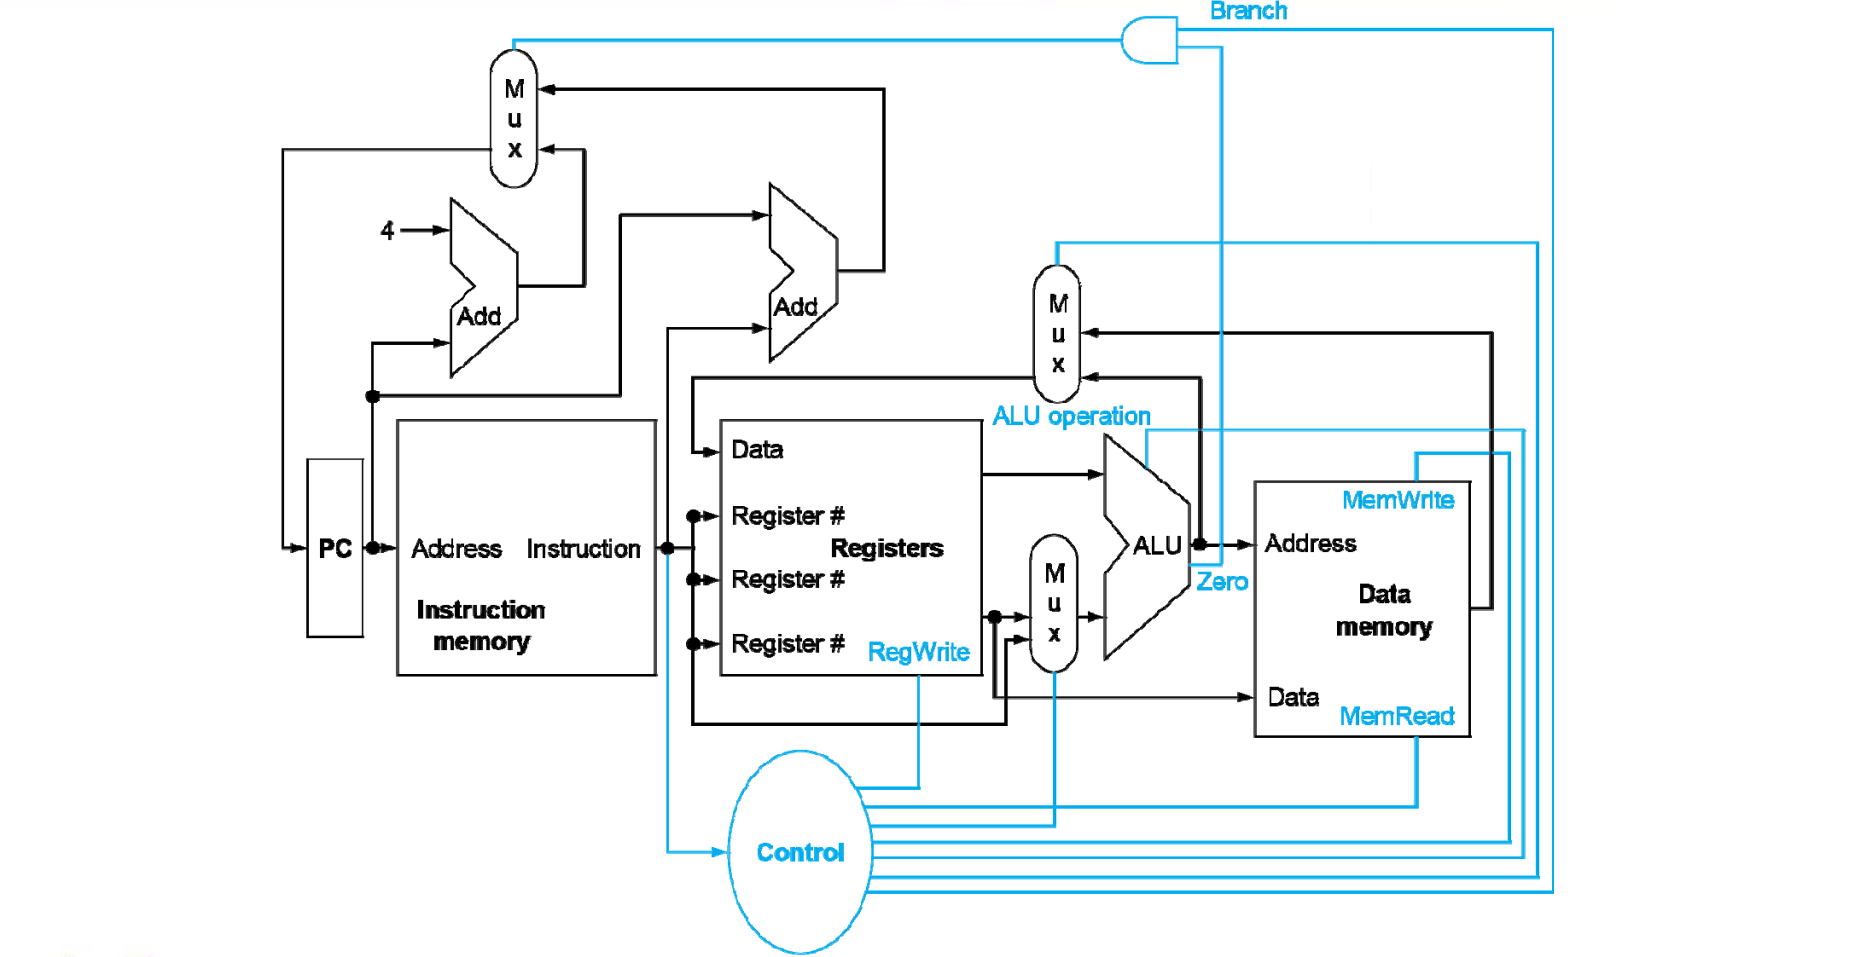 Branch
M
u
x
4
Add
Add
M
u
x
ALU operation
Data
MemWrite
Register #
PC
Address
Instruction
Registers
ALU
Address
M
u
x
Zero
Register #
Data
memory
Instruction
memory
Register #
RegWrite
Data
MemRead
Control